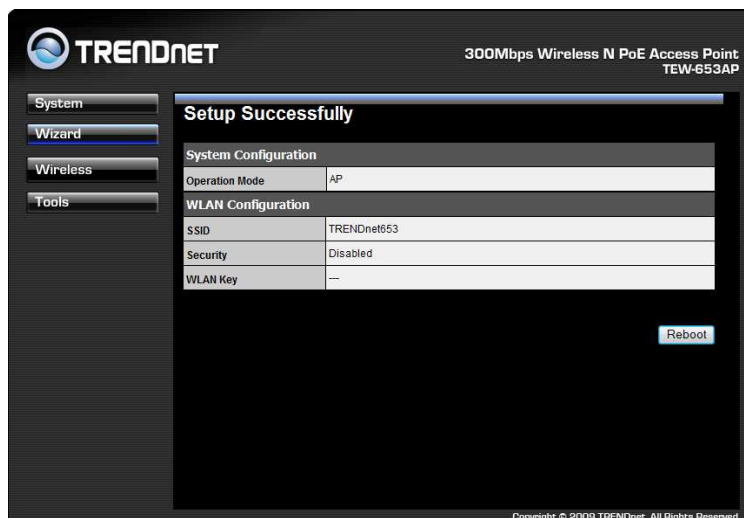 TRENDNET
300Mbps Wireless N PoE Access Point
TEW-653AP
System
Wizard
Wireless
Tools
Setup Successfully
System Configuration
Operation Mode AP
WLAN Configuration
SSID TRENDnet653
Security Disabled
WLAN Key ---
Reboot
Copyright © 2009 TRENDnet. All Rights Reserved.